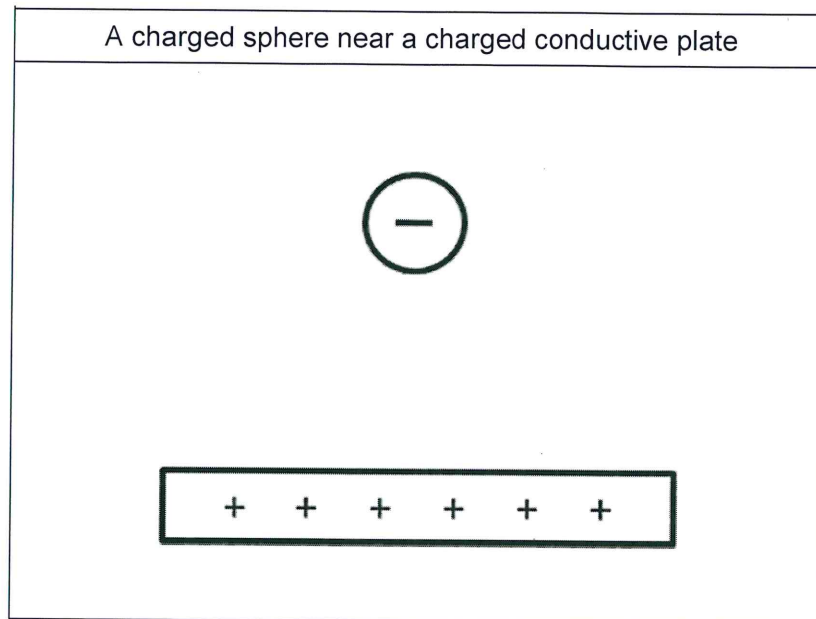 A charged sphere near a charged conductive plate
−
+ + + + + +